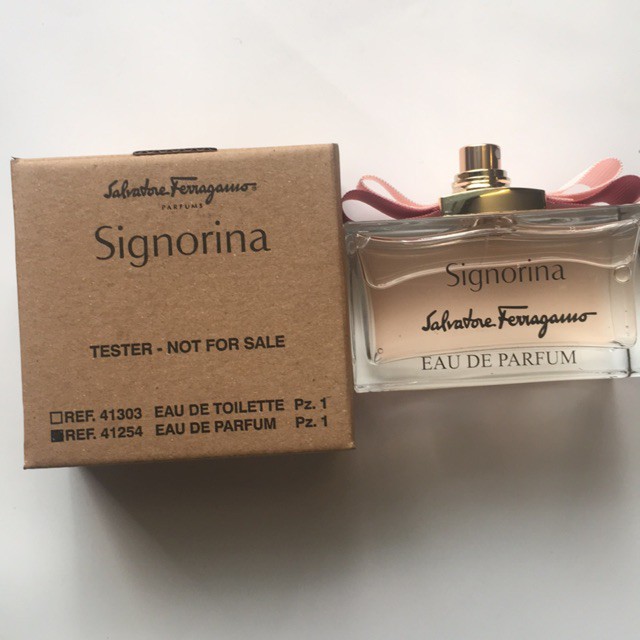 Salvatore Ferragamo
PARFUMS
Signorina
TESTER - NOT FOR SALE
REF. 41303 EAU DE TOILETTE Pz. 1
REF. 41254 EAU DE PARFUM Pz. 1
Signorina
Salvatore Ferragamo
EAU DE PARFUM